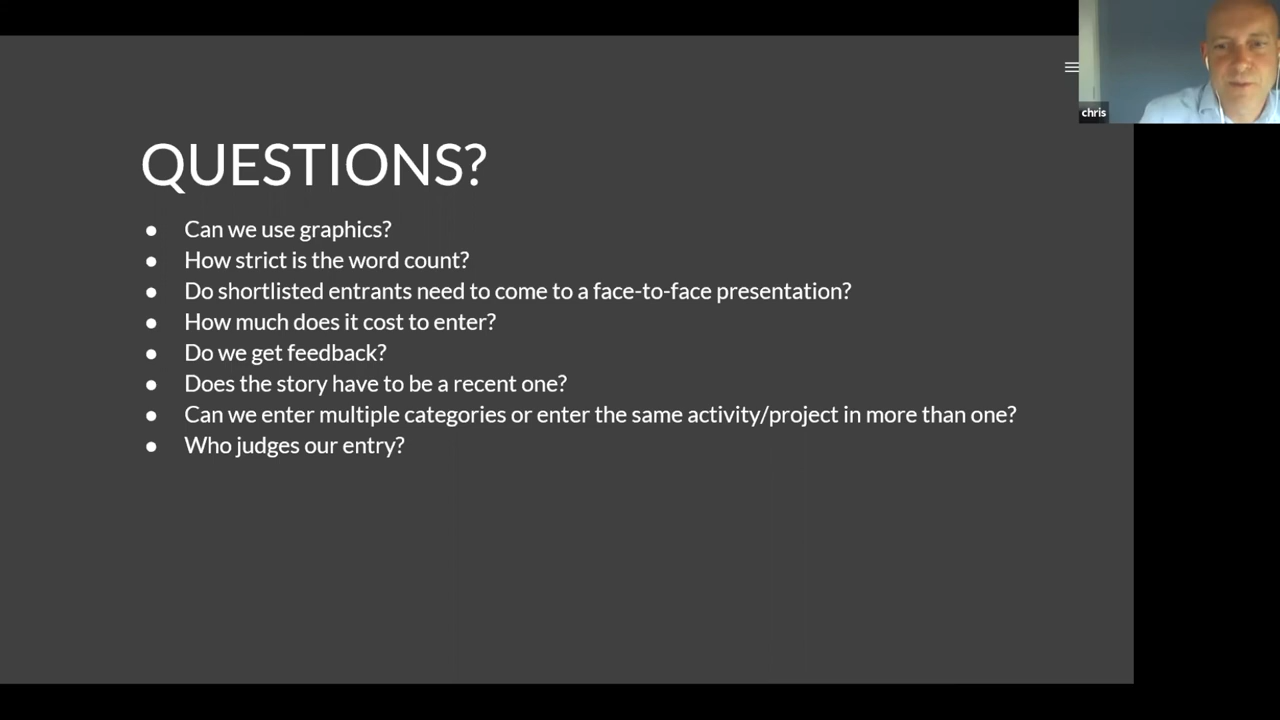 QUESTIONS?
● Can we use graphics?
● How strict is the word count?
● Do shortlisted entrants need to come to a face-to-face presentation?
● How much does it cost to enter?
● Do we get feedback?
● Does the story have to be a recent one?
● Can we enter multiple categories or enter the same activity/project in more than one?
● Who judges our entry?
chris